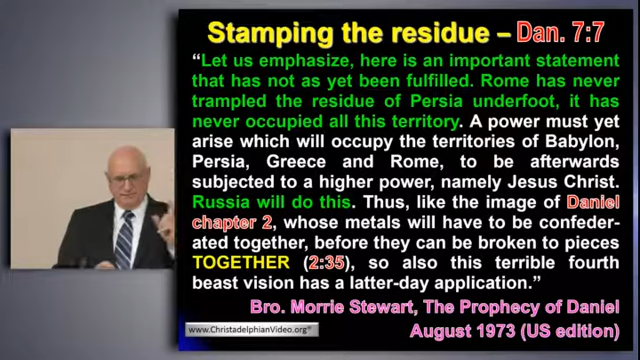 Stamping the residue – Dan. 7:7
“Let us emphasize, here is an important statement
that has not as yet been fulfilled. Rome has never
trampled the residue of Persia underfoot, it has
never occupied all this territory. A power must yet
arise which will occupy the territories of Babylon,
Persia, Greece and Rome, to be afterwards
subjected to a higher power, namely Jesus Christ.
Russia will do this. Thus, like the image of Daniel
chapter 2, whose metals will have to be confeder-
ated together, before they can be broken to pieces
TOGETHER (2:35), so also this terrible fourth
beast vision has a latter-day application.”
Bro. Morrie Stewart, The Prophecy of Daniel
August 1973 (US edition)
www.ChristadelphianVideo.org®